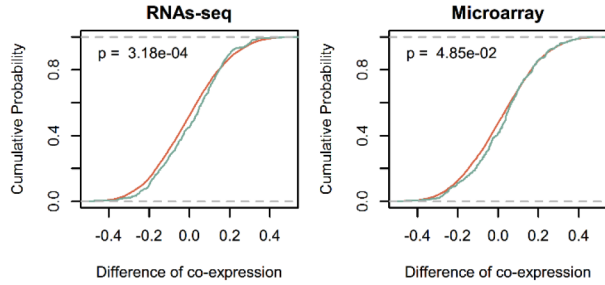 RNAs-seq
Microarray
p = 3.18e-04
p = 4.85e-02
Cumulative Probability
0.0 0.4 0.8
-0.4 -0.2 0.0 0.2 0.4
Difference of co-expression
Cumulative Probability
0.0 0.4 0.8
-0.4 -0.2 0.0 0.2 0.4
Difference of co-expression